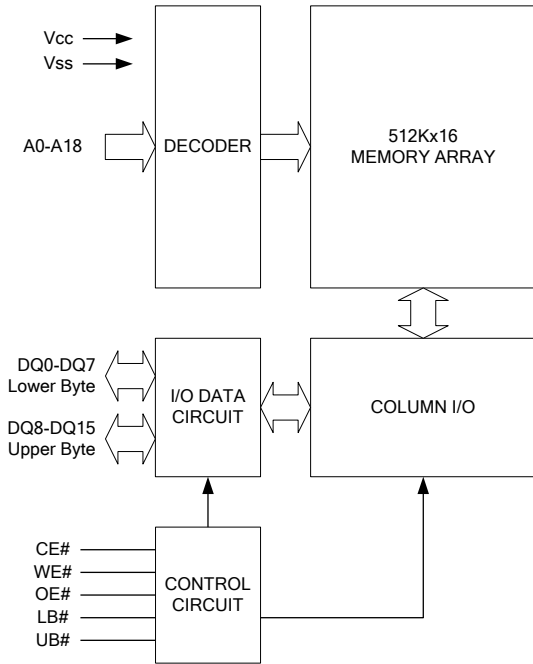 Vcc
Vss
A0-A18
DECODER
512Kx16
MEMORY ARRAY
DQ0-DQ7
Lower Byte
DQ8-DQ15
Upper Byte
I/O DATA
CIRCUIT
COLUMN I/O
CE#
WE#
OE#
LB#
UB#
CONTROL
CIRCUIT